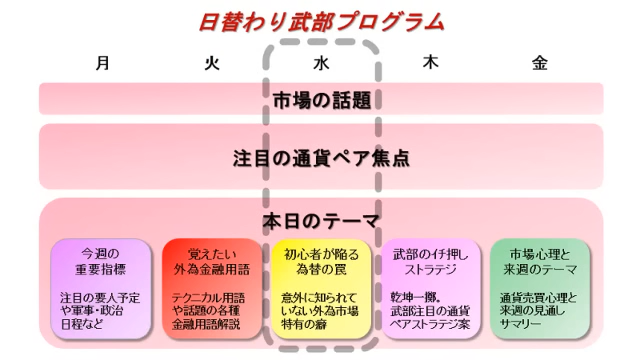 日替わり武部プログラム
月 火 水 木 金
市場の話題
注目の通貨ペア焦点
本日のテーマ
今週の
重要指標
注目の要人予定
や軍事・政治
日程など
覚えたい
外為金融用語
テクニカル用語
や話題の各種
金融用語解説
初心者が陥る
為替の罠
意外に知られて
いない外為市場
特有の癖
武部のイチ押し
ストラテジ
乾坤一擲。
武部注目の通貨
ペアストラテジ案
市場心理と
来週のテーマ
通貨売買心理と
来週の見通し
サマリー